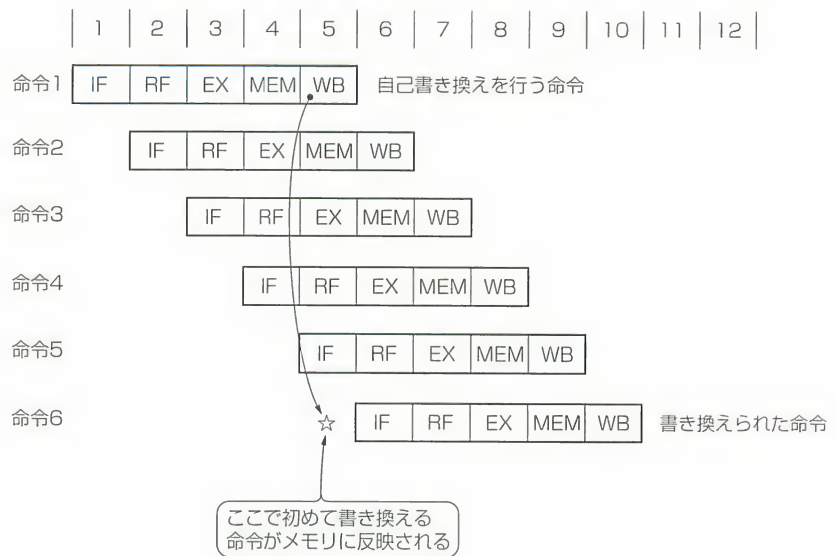 1 2 3 4 5 6 7 8 9 10 11 12
命令1 IF RF EX MEM WB 自己書き換えを行う命令
命令2 IF RF EX MEM WB
命令3 IF RF EX MEM WB
命令4 IF RF EX MEM WB
命令5 IF RF EX MEM WB
命令6 ☆ IF RF EX MEM WB 書き換えられた命令
ここで初めて書き換える
命令がメモリに反映される